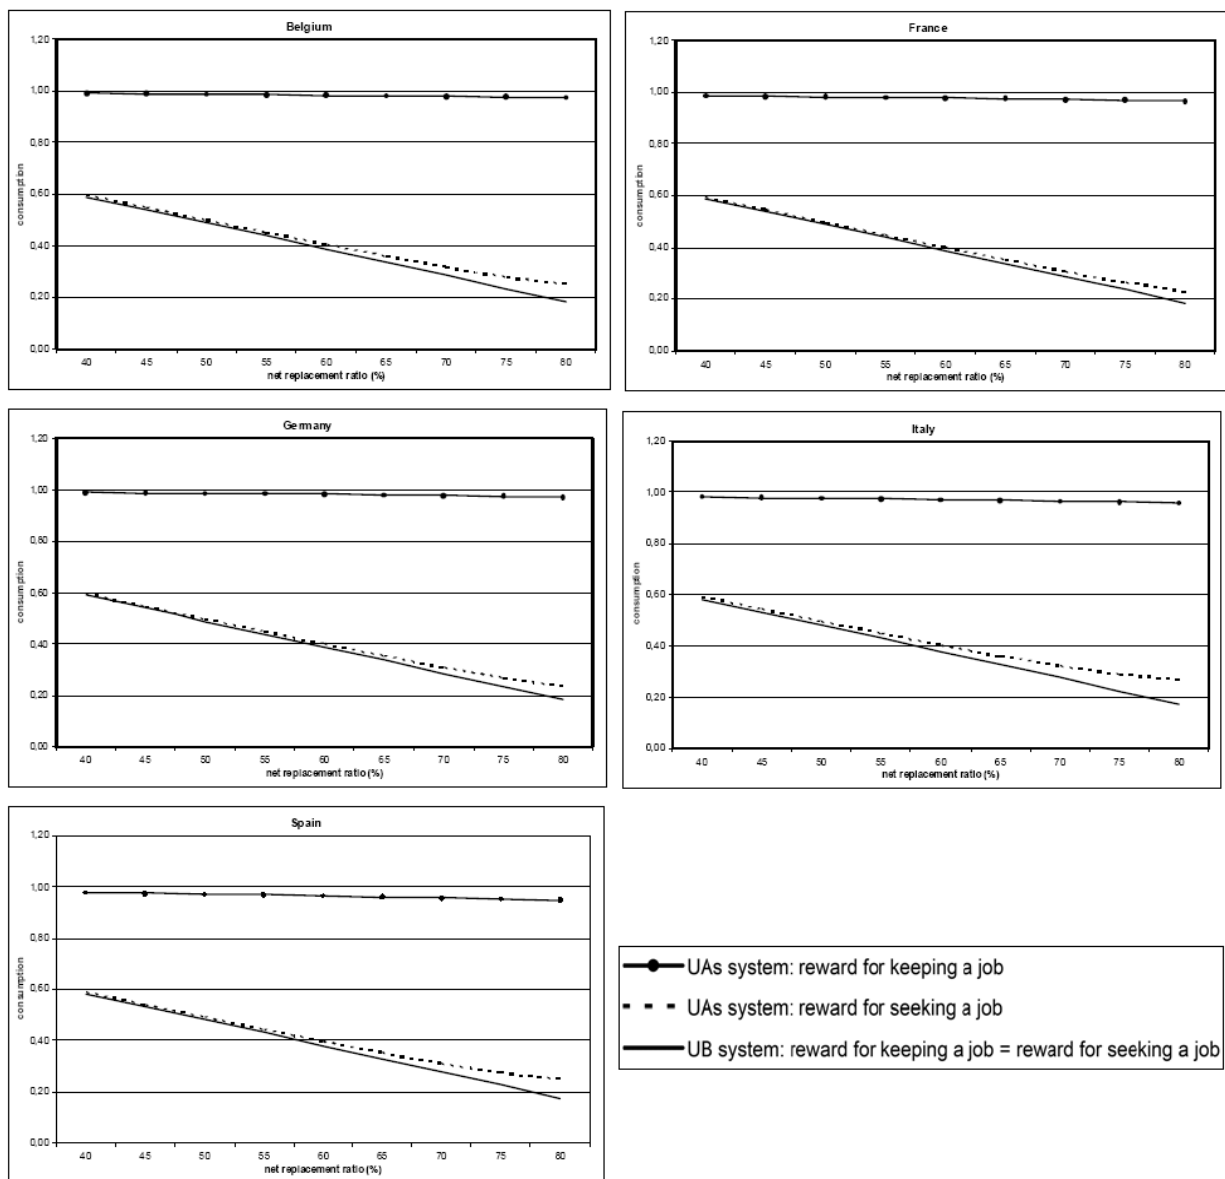 Belgium
1,20
1,00
0,80
0,60
0,40
0,20
0,00
consumption
40 45 50 55 60 65 70 75 80
net replacement ratio (%)
France
1,20
1,00
0,80
0,60
0,40
0,20
0,00
consumption
40 45 50 55 60 65 70 75 80
net replacement ratio (%)
Germany
1,20
1,00
0,80
0,60
0,40
0,20
0,00
consumption
40 45 50 55 60 65 70 75 80
net replacement ratio (%)
Italy
1,20
1,00
0,80
0,60
0,40
0,20
0,00
consumption
40 45 50 55 60 65 70 75 80
net replacement ratio (%)
Spain
1,20
1,00
0,80
0,60
0,40
0,20
0,00
consumption
40 45 50 55 60 65 70 75 80
net replacement ratio (%)
UAs system: reward for keeping a job
UAs system: reward for seeking a job
UB system: reward for keeping a job = reward for seeking a job